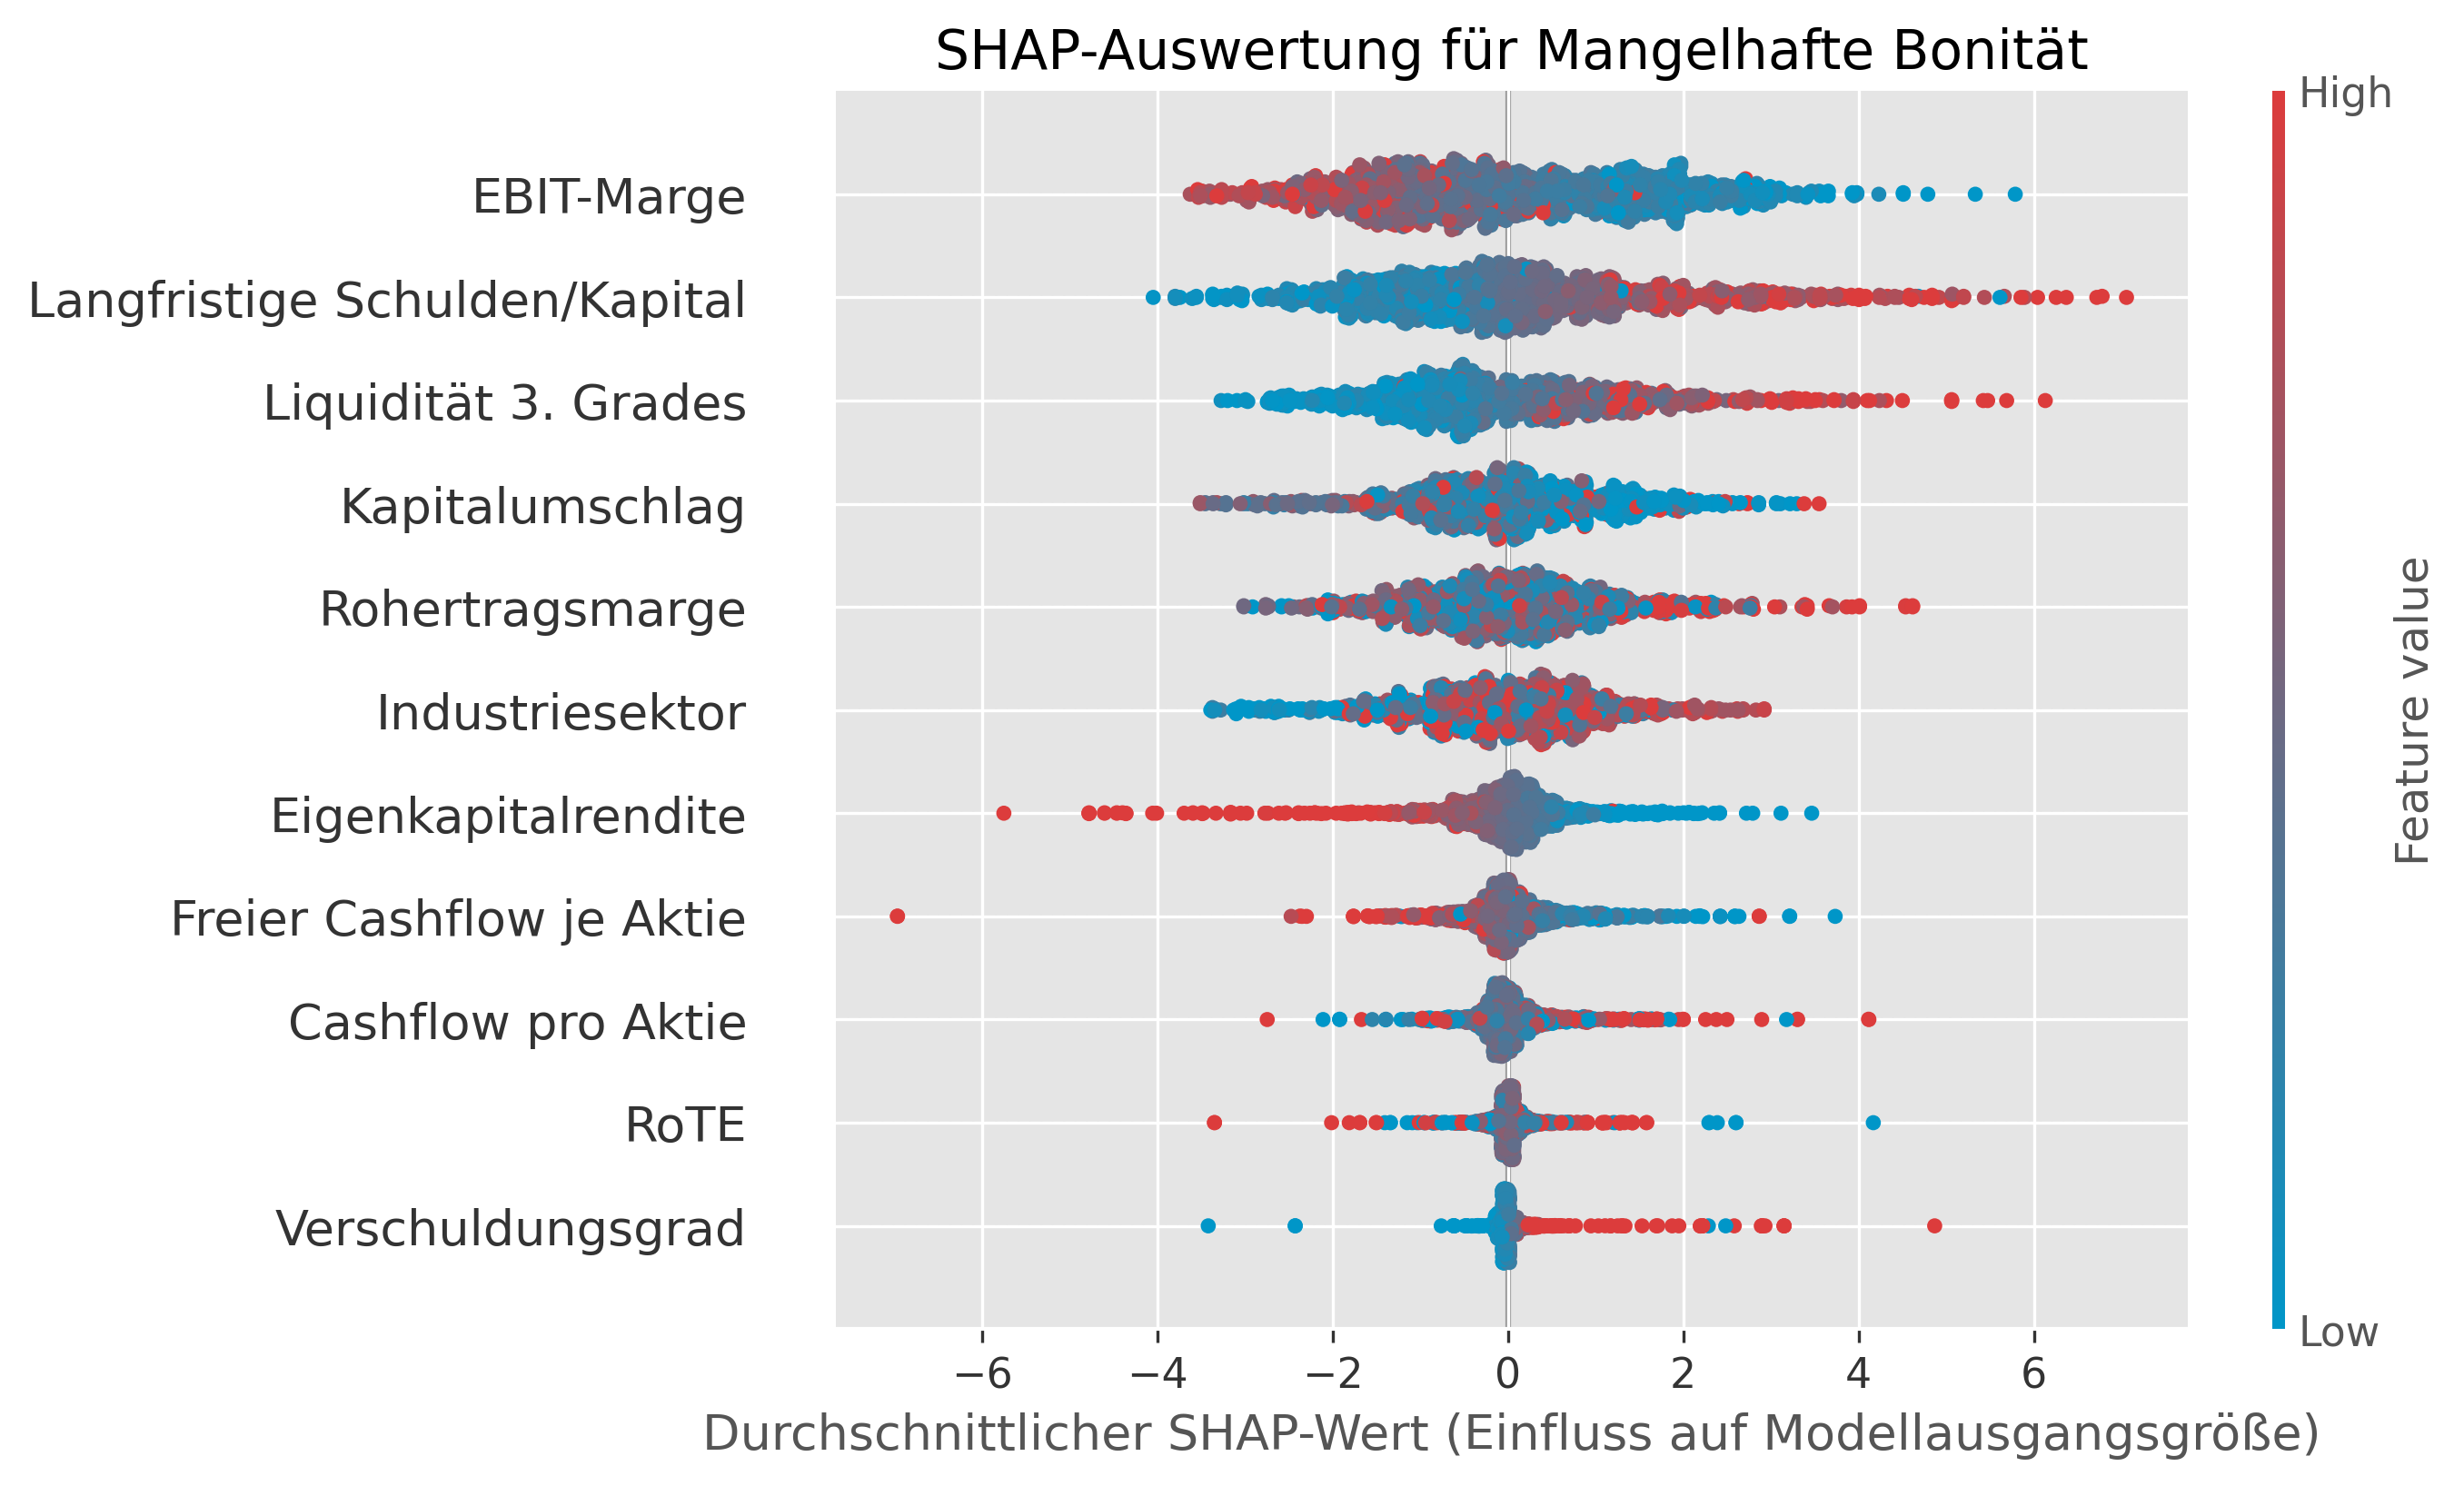 SHAP-Auswertung für Mangelhafte Bonität
High
EBIT-Marge
Langfristige Schulden/Kapital
Liquidität 3. Grades
Kapitalumschlag
Rohertragsmarge
Industriesektor
Eigenkapitalrendite
Freier Cashflow je Aktie
Cashflow pro Aktie
RoTE
Verschuldungsgrad
Feature value
Low
−6 −4 −2 0 2 4 6
Durchschnittlicher SHAP-Wert (Einfluss auf Modellausgangsgröße)